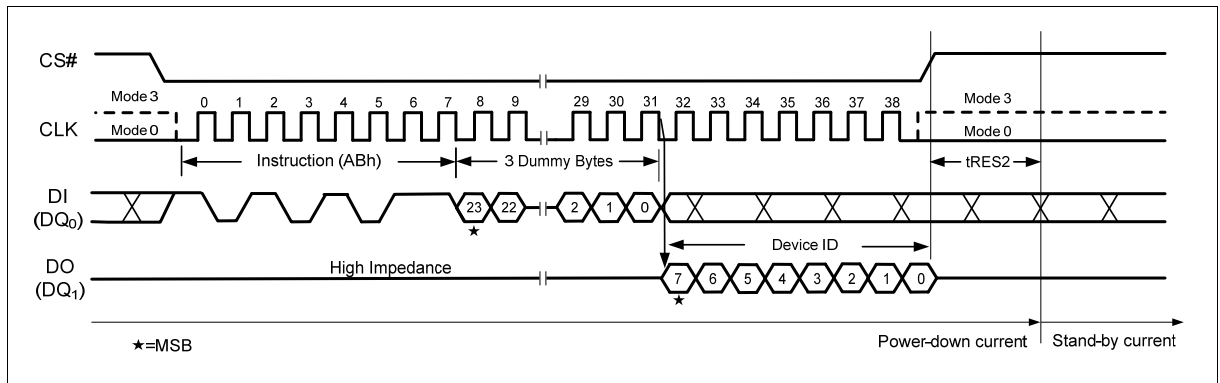 CS#
Mode 3
0 1 2 3 4 5 6 7 8 9 29 30 31 32 33 34 35 36 37 38
Mode 3
CLK
Mode 0
Mode 0
Instruction (ABh)
3 Dummy Bytes
tRES2
DI
(DQ0)
23 22 2 1 0
★
Device ID
DO
(DQ1)
High Impedance
7 6 5 4 3 2 1 0
★
★=MSB
Power-down current
Stand-by current